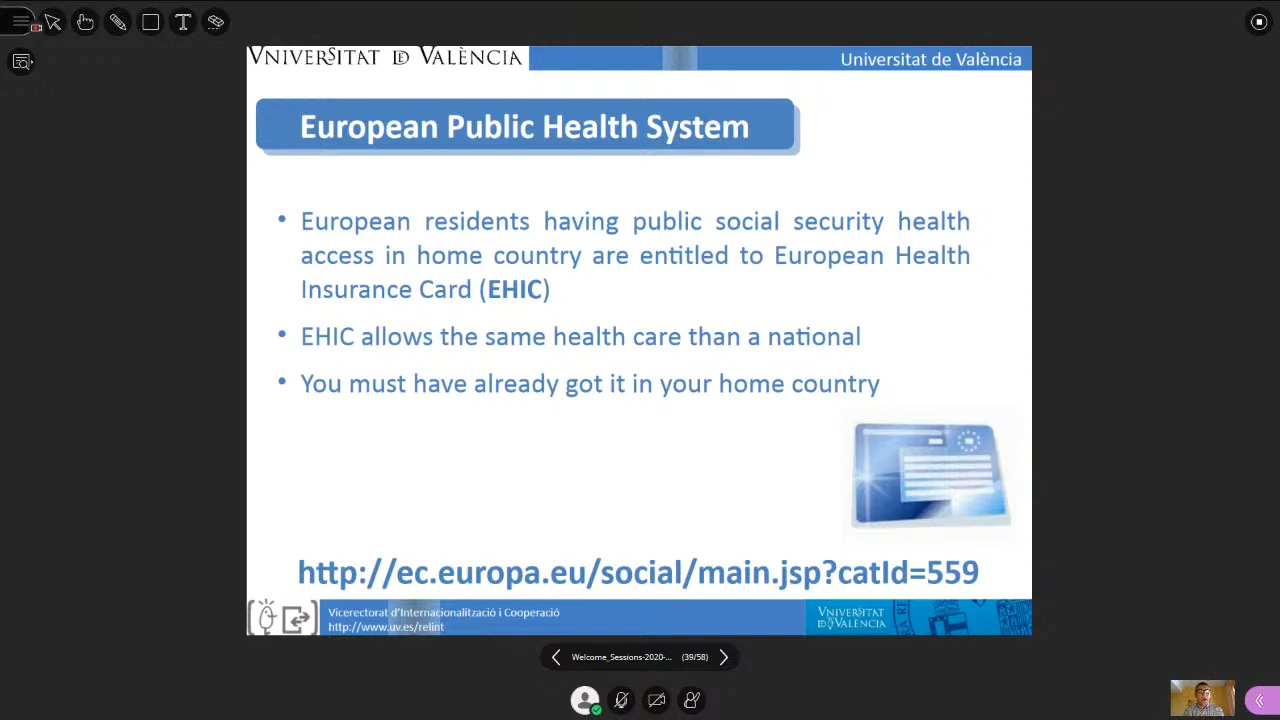 VNIVERSITAT DE VALÈNCIA
Universitat de València
European Public Health System
• European residents having public social security health
access in home country are entitled to European Health
Insurance Card (EHIC)
• EHIC allows the same health care than a national
• You must have already got it in your home country
http://ec.europa.eu/social/main.jsp?catId=559
Vicerectorat d'Internacionalització i Cooperació
http://www.uv.es/relint
VNIVERSITAT
DE VALÈNCIA
Welcome_Sessions-2020-... (39/58)